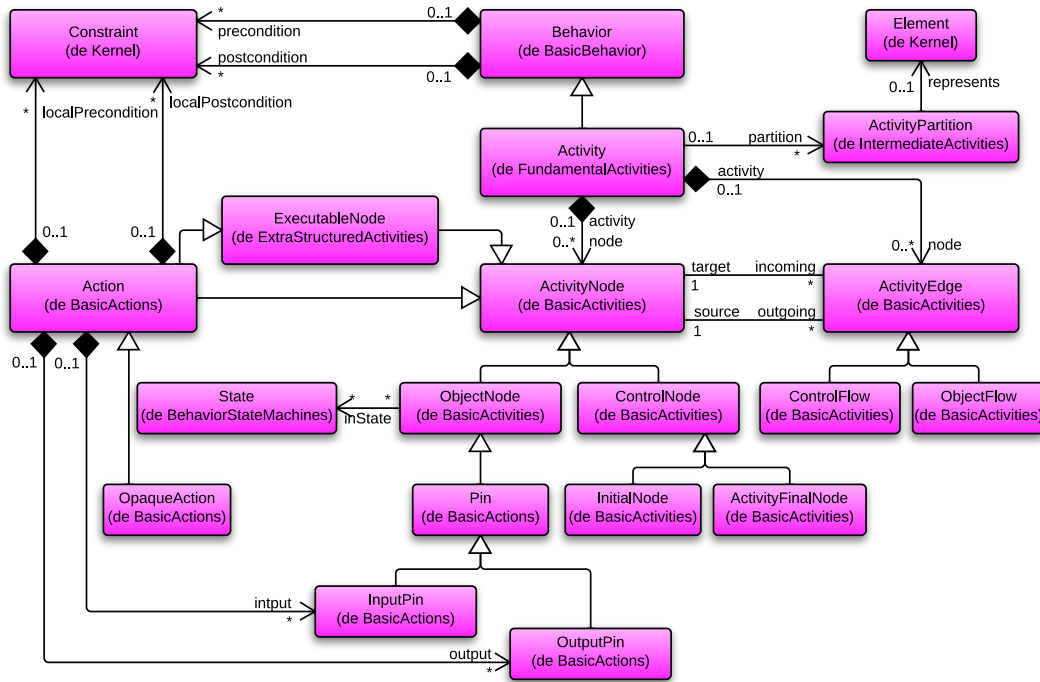 Constraint
(de Kernel)
*
precondition
0..1
postcondition
*
0..1
Behavior
(de BasicBehavior)
Element
(de Kernel)
0..1
represents
*
localPrecondition
*
localPostcondition
Activity
(de FundamentalActivities)
0..1
partition
*
ActivityPartition
(de IntermediateActivities)
activity
0..1
ExecutableNode
(de ExtraStructuredActivities)
0..1
activity
0..*
node
0..1
0..1
0..*
node
Action
(de BasicActions)
ActivityNode
(de BasicActivities)
target
incoming
1
*
source
outgoing
1
*
ActivityEdge
(de BasicActivities)
0..1
0..1
State
(de BehaviorStateMachines)
*
*
inState
ObjectNode
(de BasicActivities)
ControlNode
(de BasicActivities)
ControlFlow
(de BasicActivities)
ObjectFlow
(de BasicActivities)
OpaqueAction
(de BasicActions)
Pin
(de BasicActions)
InitialNode
(de BasicActivities)
ActivityFinalNode
(de BasicActivities)
intput
*
InputPin
(de BasicActions)
output
*
OutputPin
(de BasicActions)